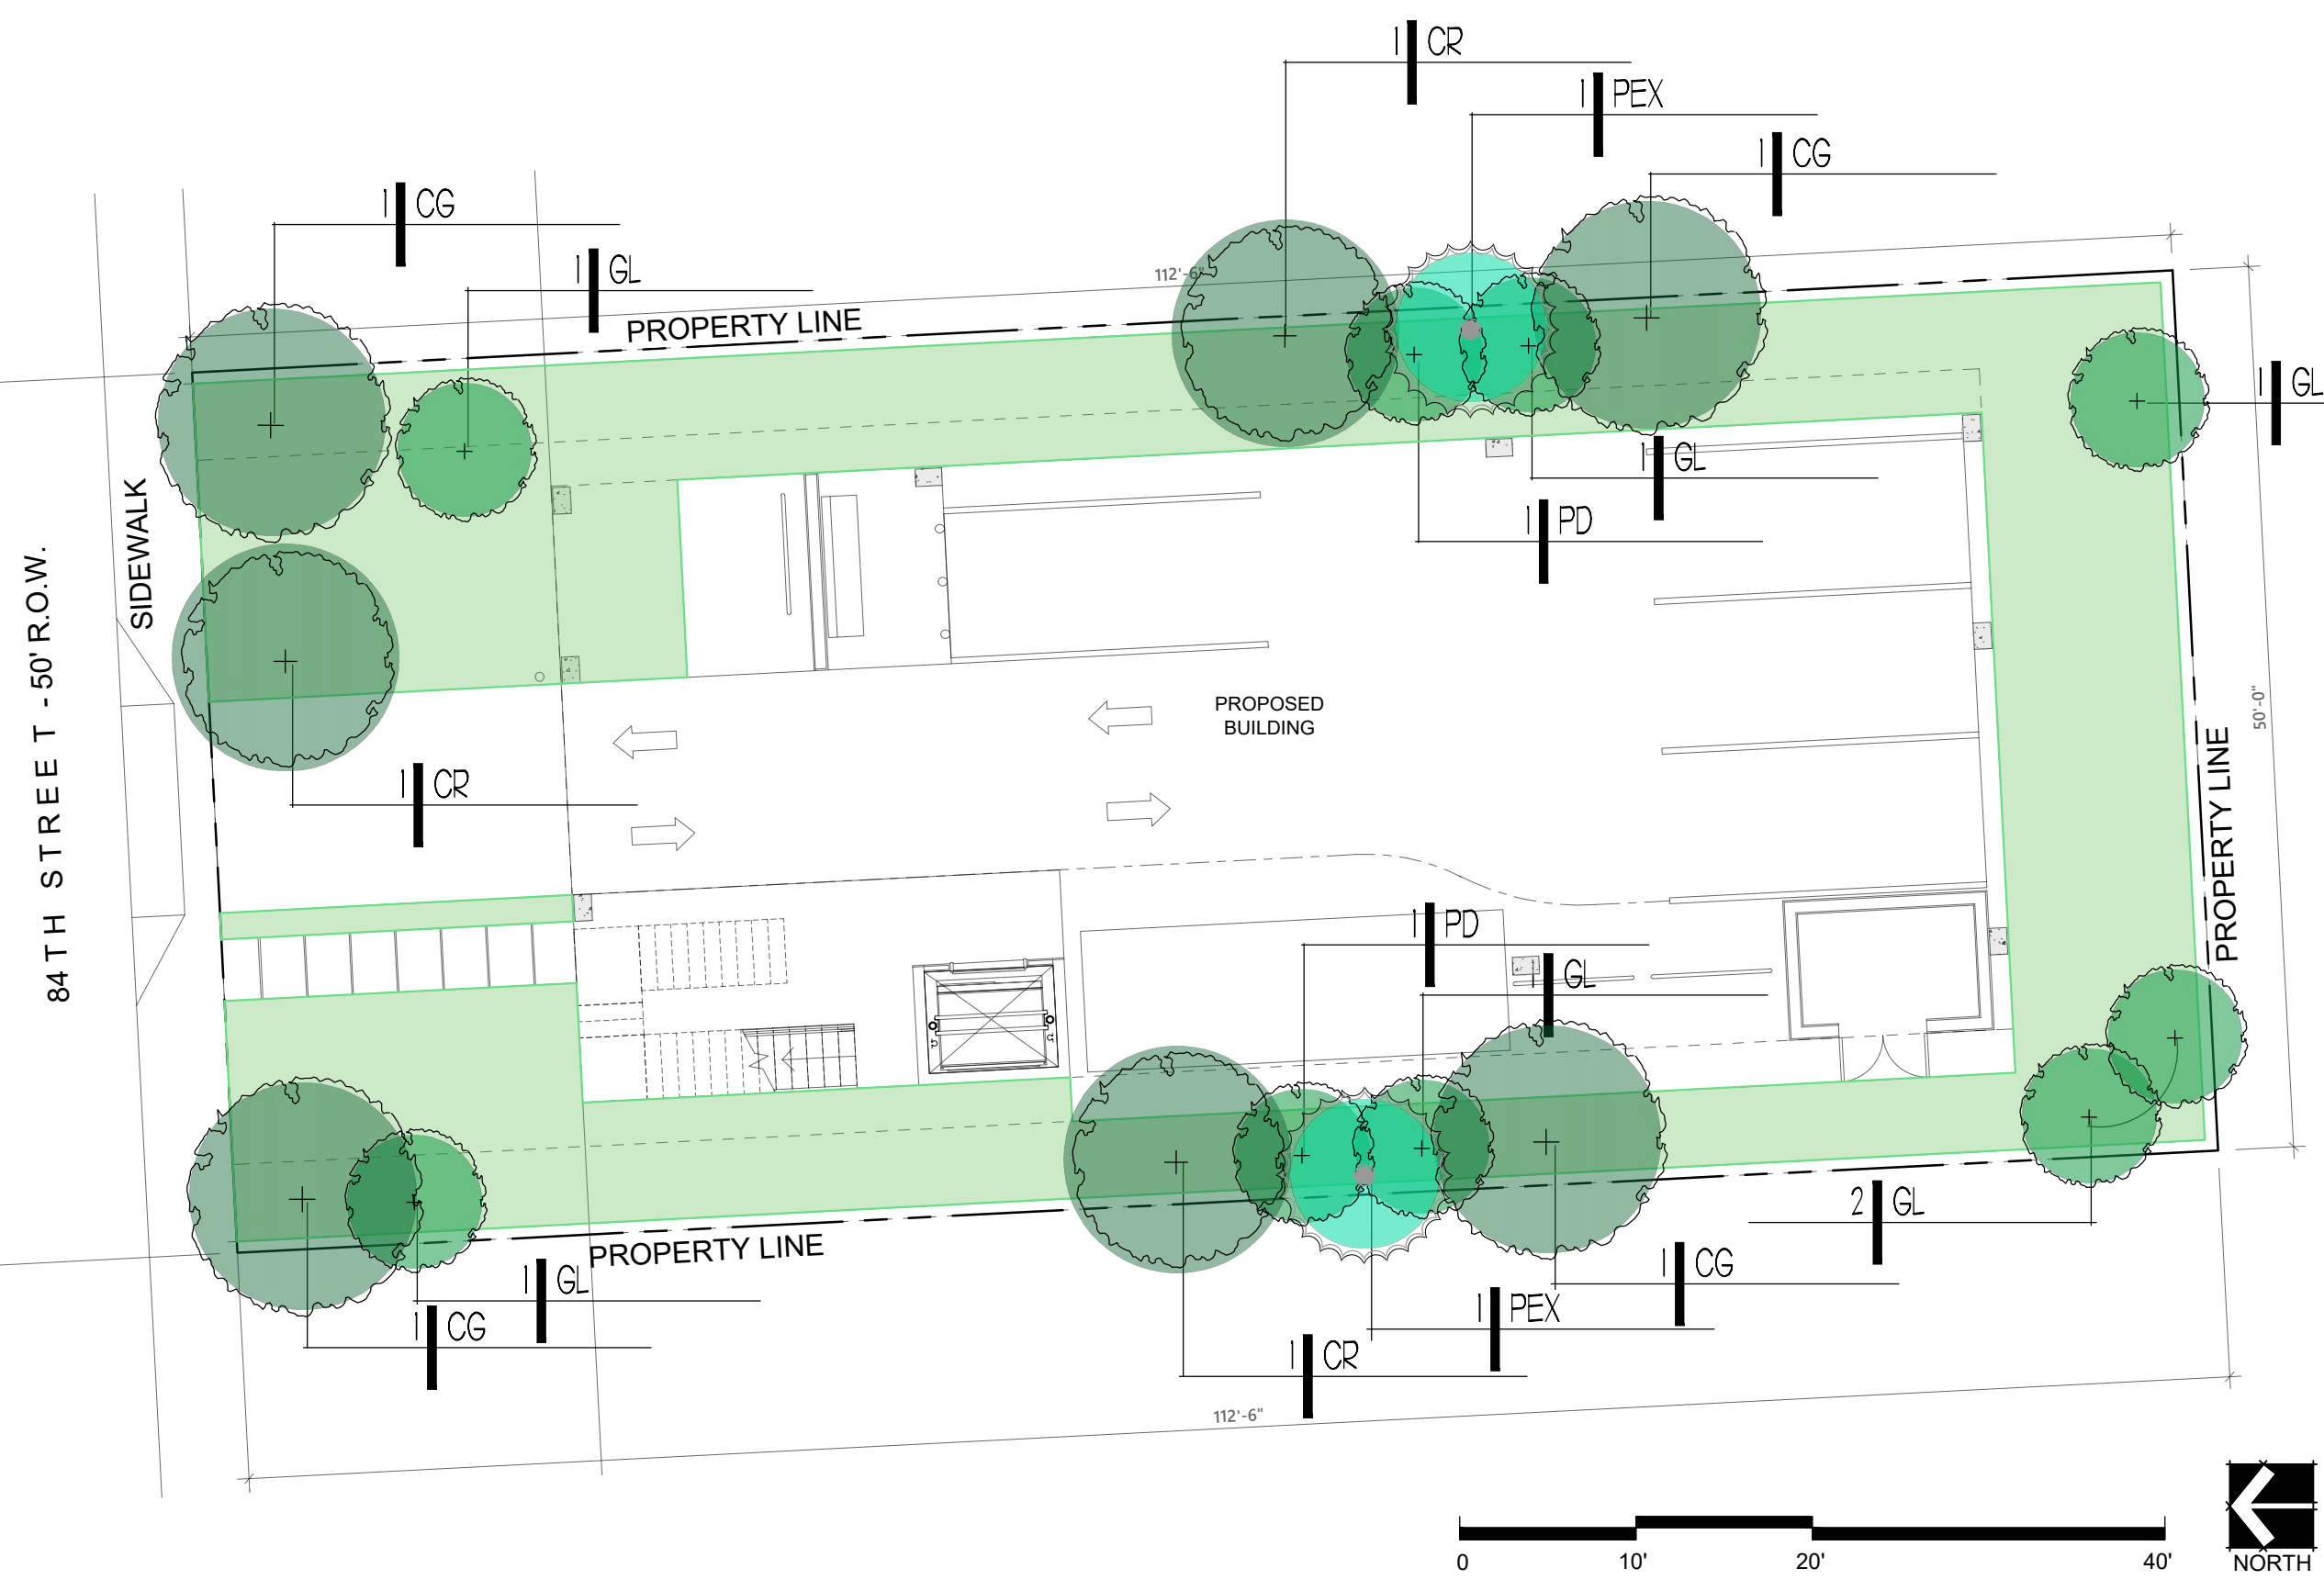 1 CR
1 PEX
1 CG
1 CG
1 GL
112'-6"
PROPERTY LINE
1 GL
1 GL
1 PD
SIDEWALK
84TH STREET - 50' R.O.W.
PROPOSED
BUILDING
50'-0"
PROPERTY LINE
1 CR
1 PD
1 GL
2 GL
PROPERTY LINE
1 CG
1 GL
1 PEX
1 CG
1 CR
112'-6"
0 10' 20' 40'
NORTH